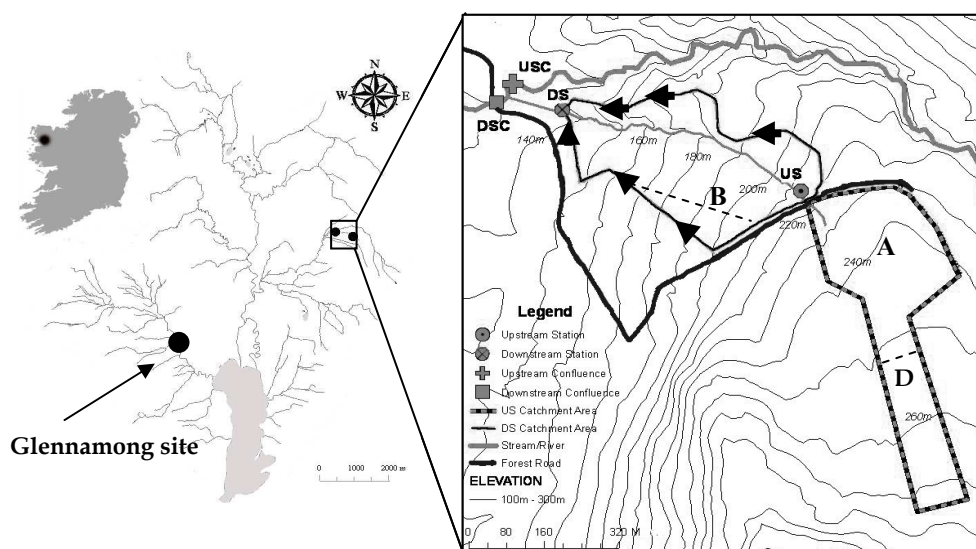 N
W E
S
Glennamong site
0 1000 2000 m
USC
DS
DSC
140m
160m
180m
US
200m
B
220m
A
240m
D
260m
Legend
Upstream Station
Downstream Station
Upstream Confluence
Downstream Confluence
US Catchment Area
DS Catchment Area
Stream/River
Forest Road
ELEVATION
100m - 300m
0 80 160 320 M